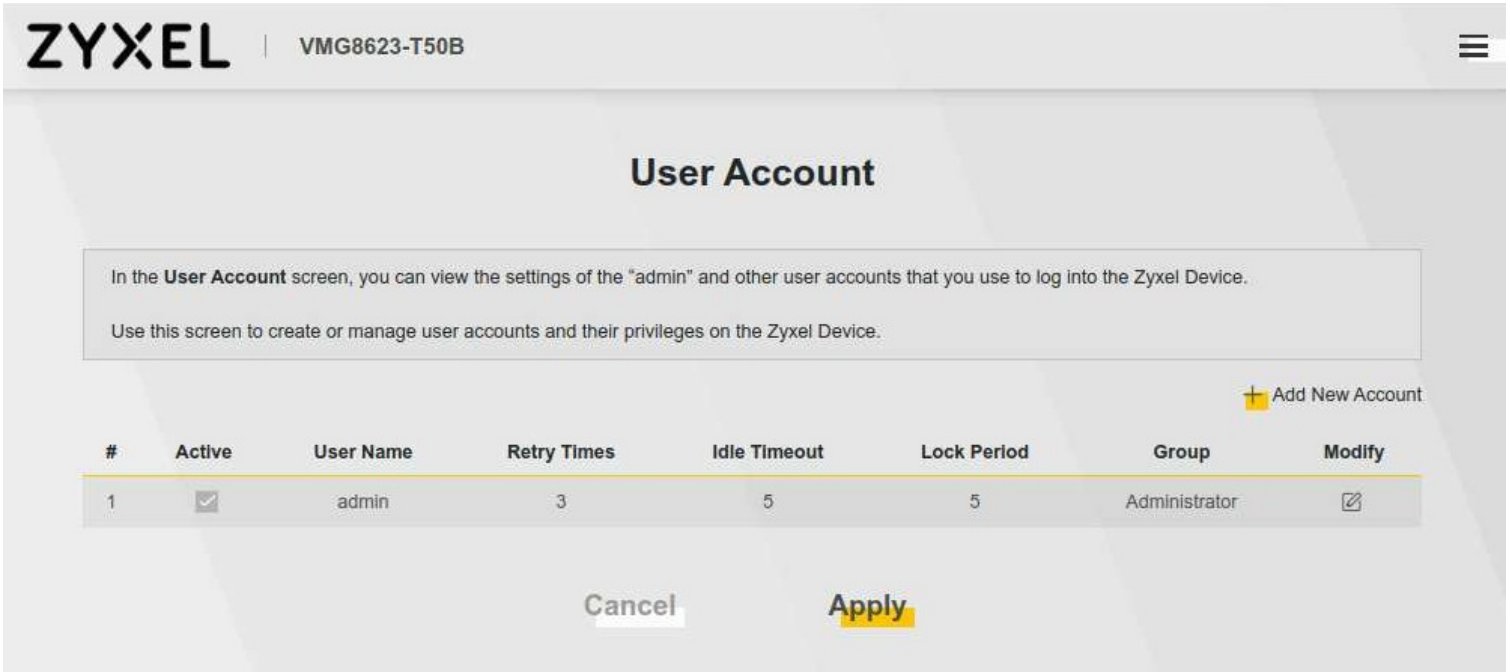 ZYXEL | VMG8623-T50B
User Account
In the User Account screen, you can view the settings of the “admin” and other user accounts that you use to log into the Zyxel Device.
Use this screen to create or manage user accounts and their privileges on the Zyxel Device.
+ Add New Account
# Active User Name Retry Times Idle Timeout Lock Period Group Modify
1 admin 3 5 5 Administrator
Cancel Apply